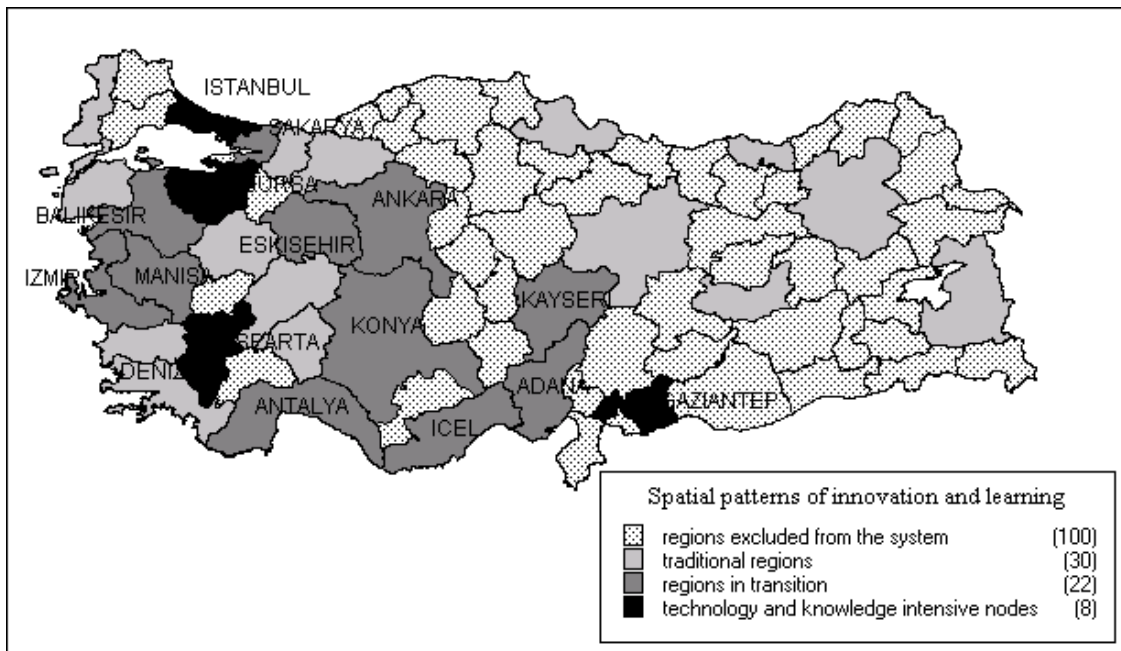 ISTANBUL
SAKARYA
BURSA
ANKARA
BALIKESIR
ESKISEHIR
IZMIR
MANISA
KAYSERI
KONYA
SPARTA
DENIZ
ADANA
GAZIANTEP
ANTALYA
ICEL
Spatial patterns of innovation and learning
regions excluded from the system (100)
traditional regions (30)
regions in transition (22)
technology and knowledge intensive nodes (8)